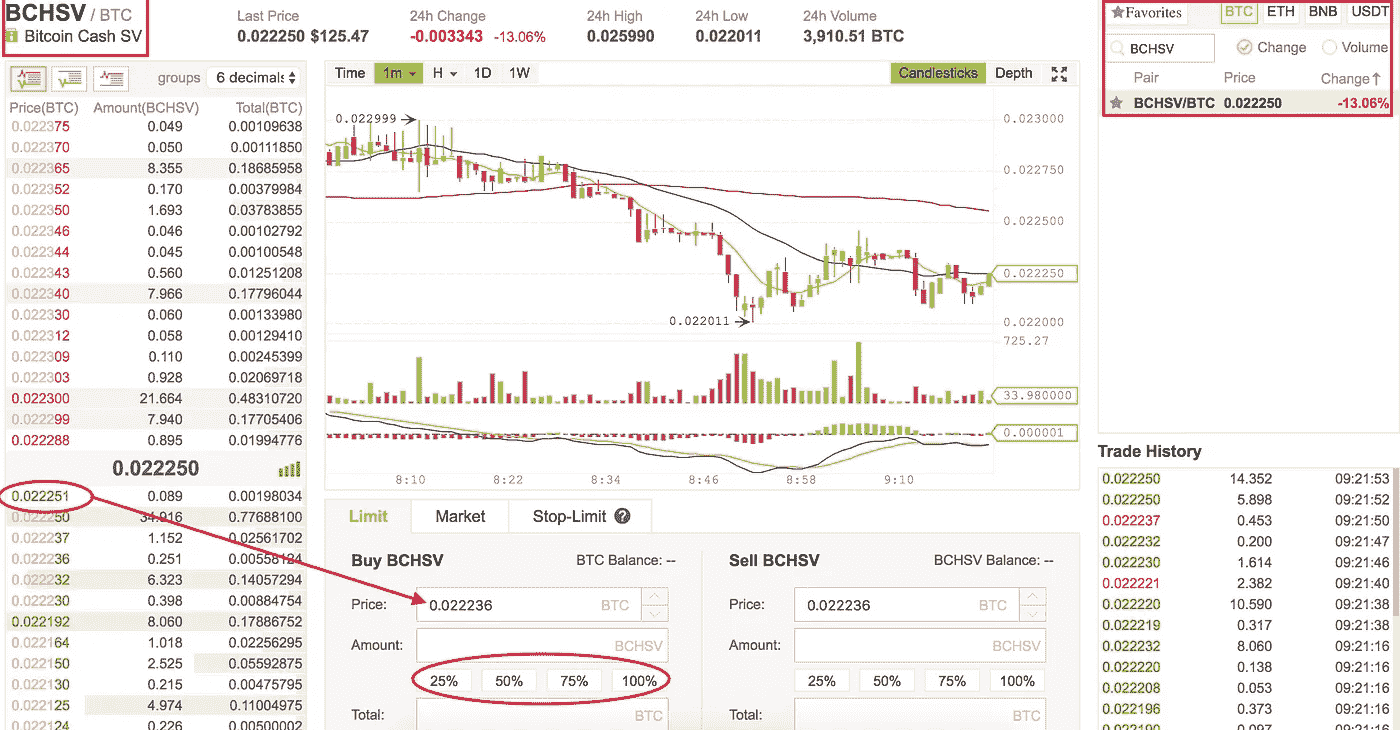 BCHSV / BTC
Bitcoin Cash SV
Last Price
0.022250 $125.47
24h Change
-0.003343 -13.06%
24h High
0.025990
24h Low
0.022011
24h Volume
3,910.51 BTC
groups 6 decimals
Price(BTC) Amount(BCHSV) Total(BTC)
0.022375 0.049 0.00109638
0.022370 0.050 0.00111850
0.022365 8.355 0.18685958
0.022352 0.170 0.00379984
0.022350 1.693 0.03783855
0.022346 0.046 0.00102792
0.022344 0.045 0.00100548
0.022343 0.560 0.01251208
0.022340 7.966 0.17796044
0.022330 0.060 0.00133980
0.022312 0.058 0.00129410
0.022309 0.110 0.00245399
0.022303 0.928 0.02069718
0.022300 21.664 0.48310720
0.022299 7.940 0.17705406
0.022288 0.895 0.01994776
0.022250
0.022251 0.089 0.00198034
0.022250 34.916 0.77688100
0.022237 1.152 0.02561702
0.022236 0.251 0.00558124
0.022232 6.323 0.14057294
0.022230 0.398 0.00884754
0.022192 8.060 0.17886752
0.022164 1.018 0.02256295
0.022150 2.525 0.05592875
0.022130 0.215 0.00475795
0.022125 4.974 0.11004975
0.022124 0.226 0.00500002
Time 1m H 1D 1W Candlesticks Depth
0.022999
0.023000
0.022750
0.022500
0.022250
0.022011
0.022000
725.27
33.980000
0.000001
8:10 8:22 8:34 8:46 8:58 9:10
Limit Market Stop-Limit ?
Buy BCHSV BTC Balance: --
Price: 0.022236 BTC
Amount: BCHSV
25% 50% 75% 100%
Total: BTC
Sell BCHSV BCHSV Balance: --
Price: 0.022236 BTC
Amount: BCHSV
25% 50% 75% 100%
Total: BTC
Favorites BTC ETH BNB USDT
BCHSV Change Volume
Pair Price Change↑
BCHSV/BTC 0.022250 -13.06%
Trade History
0.022250 14.352 09:21:53
0.022250 5.898 09:21:52
0.022237 0.453 09:21:50
0.022232 0.200 09:21:47
0.022230 1.614 09:21:46
0.022221 2.382 09:21:40
0.022220 10.590 09:21:38
0.022219 0.317 09:21:38
0.022232 8.060 09:21:16
0.022220 0.138 09:21:16
0.022208 0.053 09:21:16
0.022196 0.373 09:21:16
0.022190 0.097 09:21:16